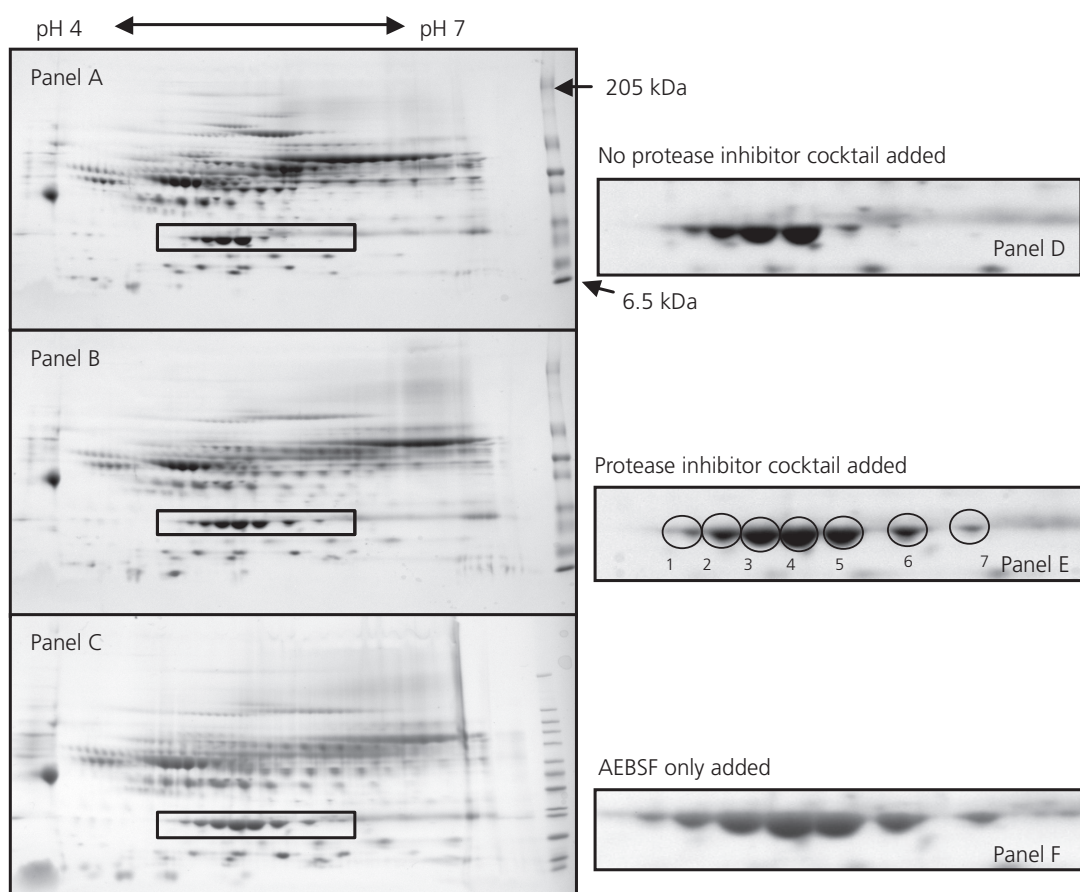 pH 4
pH 7
Panel A
205 kDa
No protease inhibitor cocktail added
Panel D
6.5 kDa
Panel B
Protease inhibitor cocktail added
1 2 3 4 5 6 7 Panel E
Panel C
AEBSF only added
Panel F